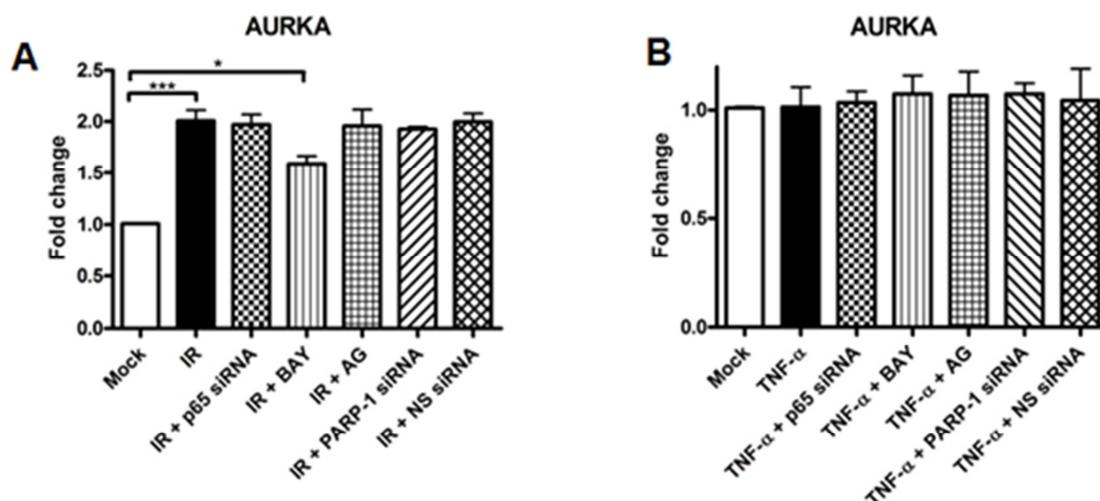 A
AURKA
*
***
Fold change
2.5
2.0
1.5
1.0
0.5
0.0
Mock
IR
IR + p65 siRNA
IR + BAY
IR + AG
IR + PARP-1 siRNA
IR + NS siRNA
B
AURKA
Fold change
1.0
0.5
0.0
Mock
TNF-α
TNF-α + p65 siRNA
TNF-α + BAY
TNF-α + AG
TNF-α + PARP-1 siRNA
TNF-α + NS siRNA